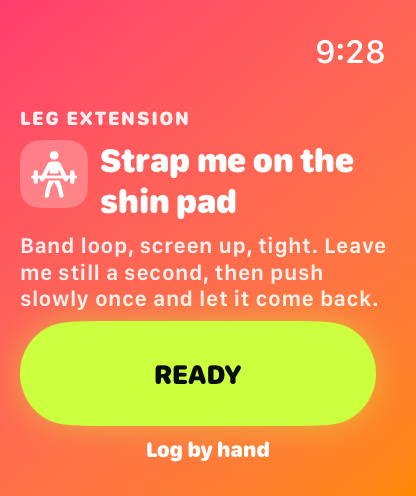 9:28
LEG EXTENSION
Strap me on the
shin pad
Band loop, screen up, tight. Leave
me still a second, then push
slowly once and let it come back.
READY
Log by hand